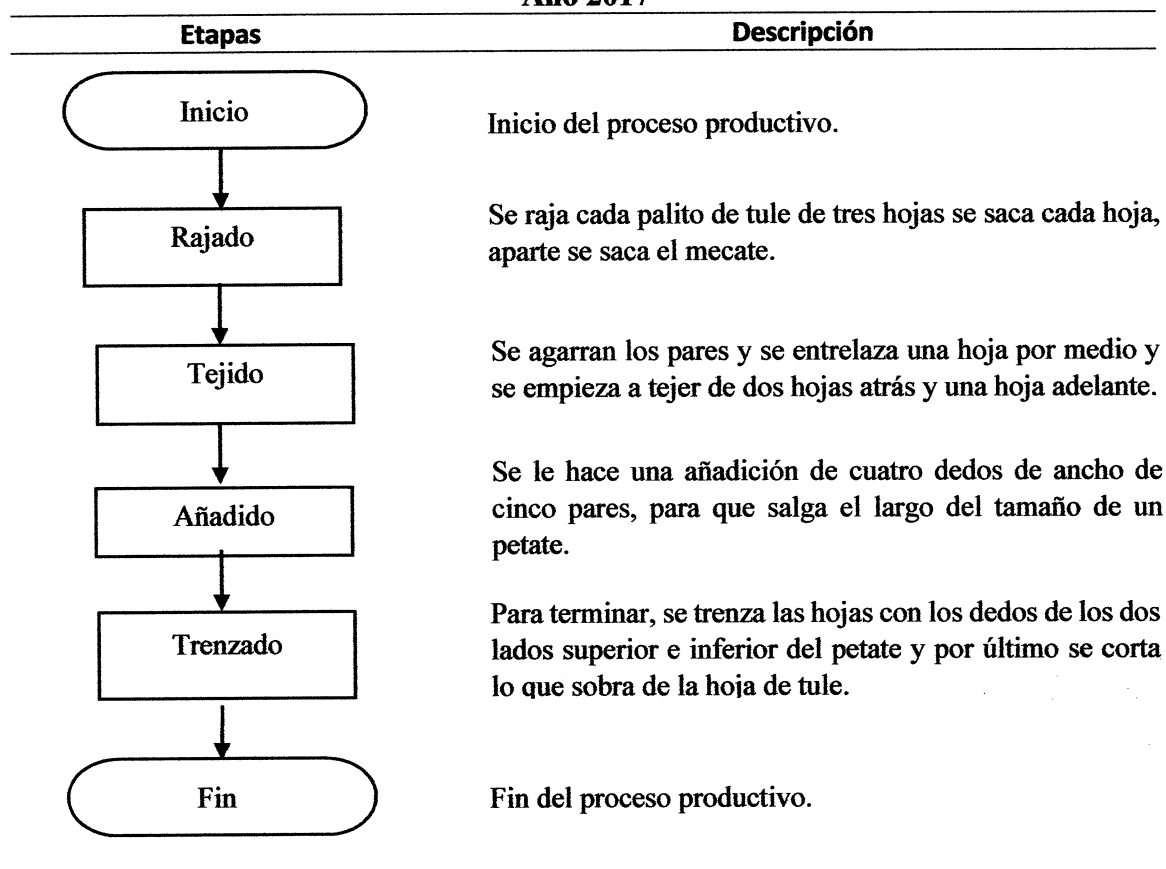 Año 2017
Etapas Descripción
Inicio
Inicio del proceso productivo.
Rajado
Se raja cada palito de tule de tres hojas se saca cada hoja,
aparte se saca el mecate.
Tejido
Se agarran los pares y se entrelaza una hoja por medio y
se empieza a tejer de dos hojas atrás y una hoja adelante.
Añadido
Se le hace una añadición de cuatro dedos de ancho de
cinco pares, para que salga el largo del tamaño de un
petate.
Trenzado
Para terminar, se trenza las hojas con los dedos de los dos
lados superior e inferior del petate y por último se corta
lo que sobra de la hoja de tule.
Fin
Fin del proceso productivo.